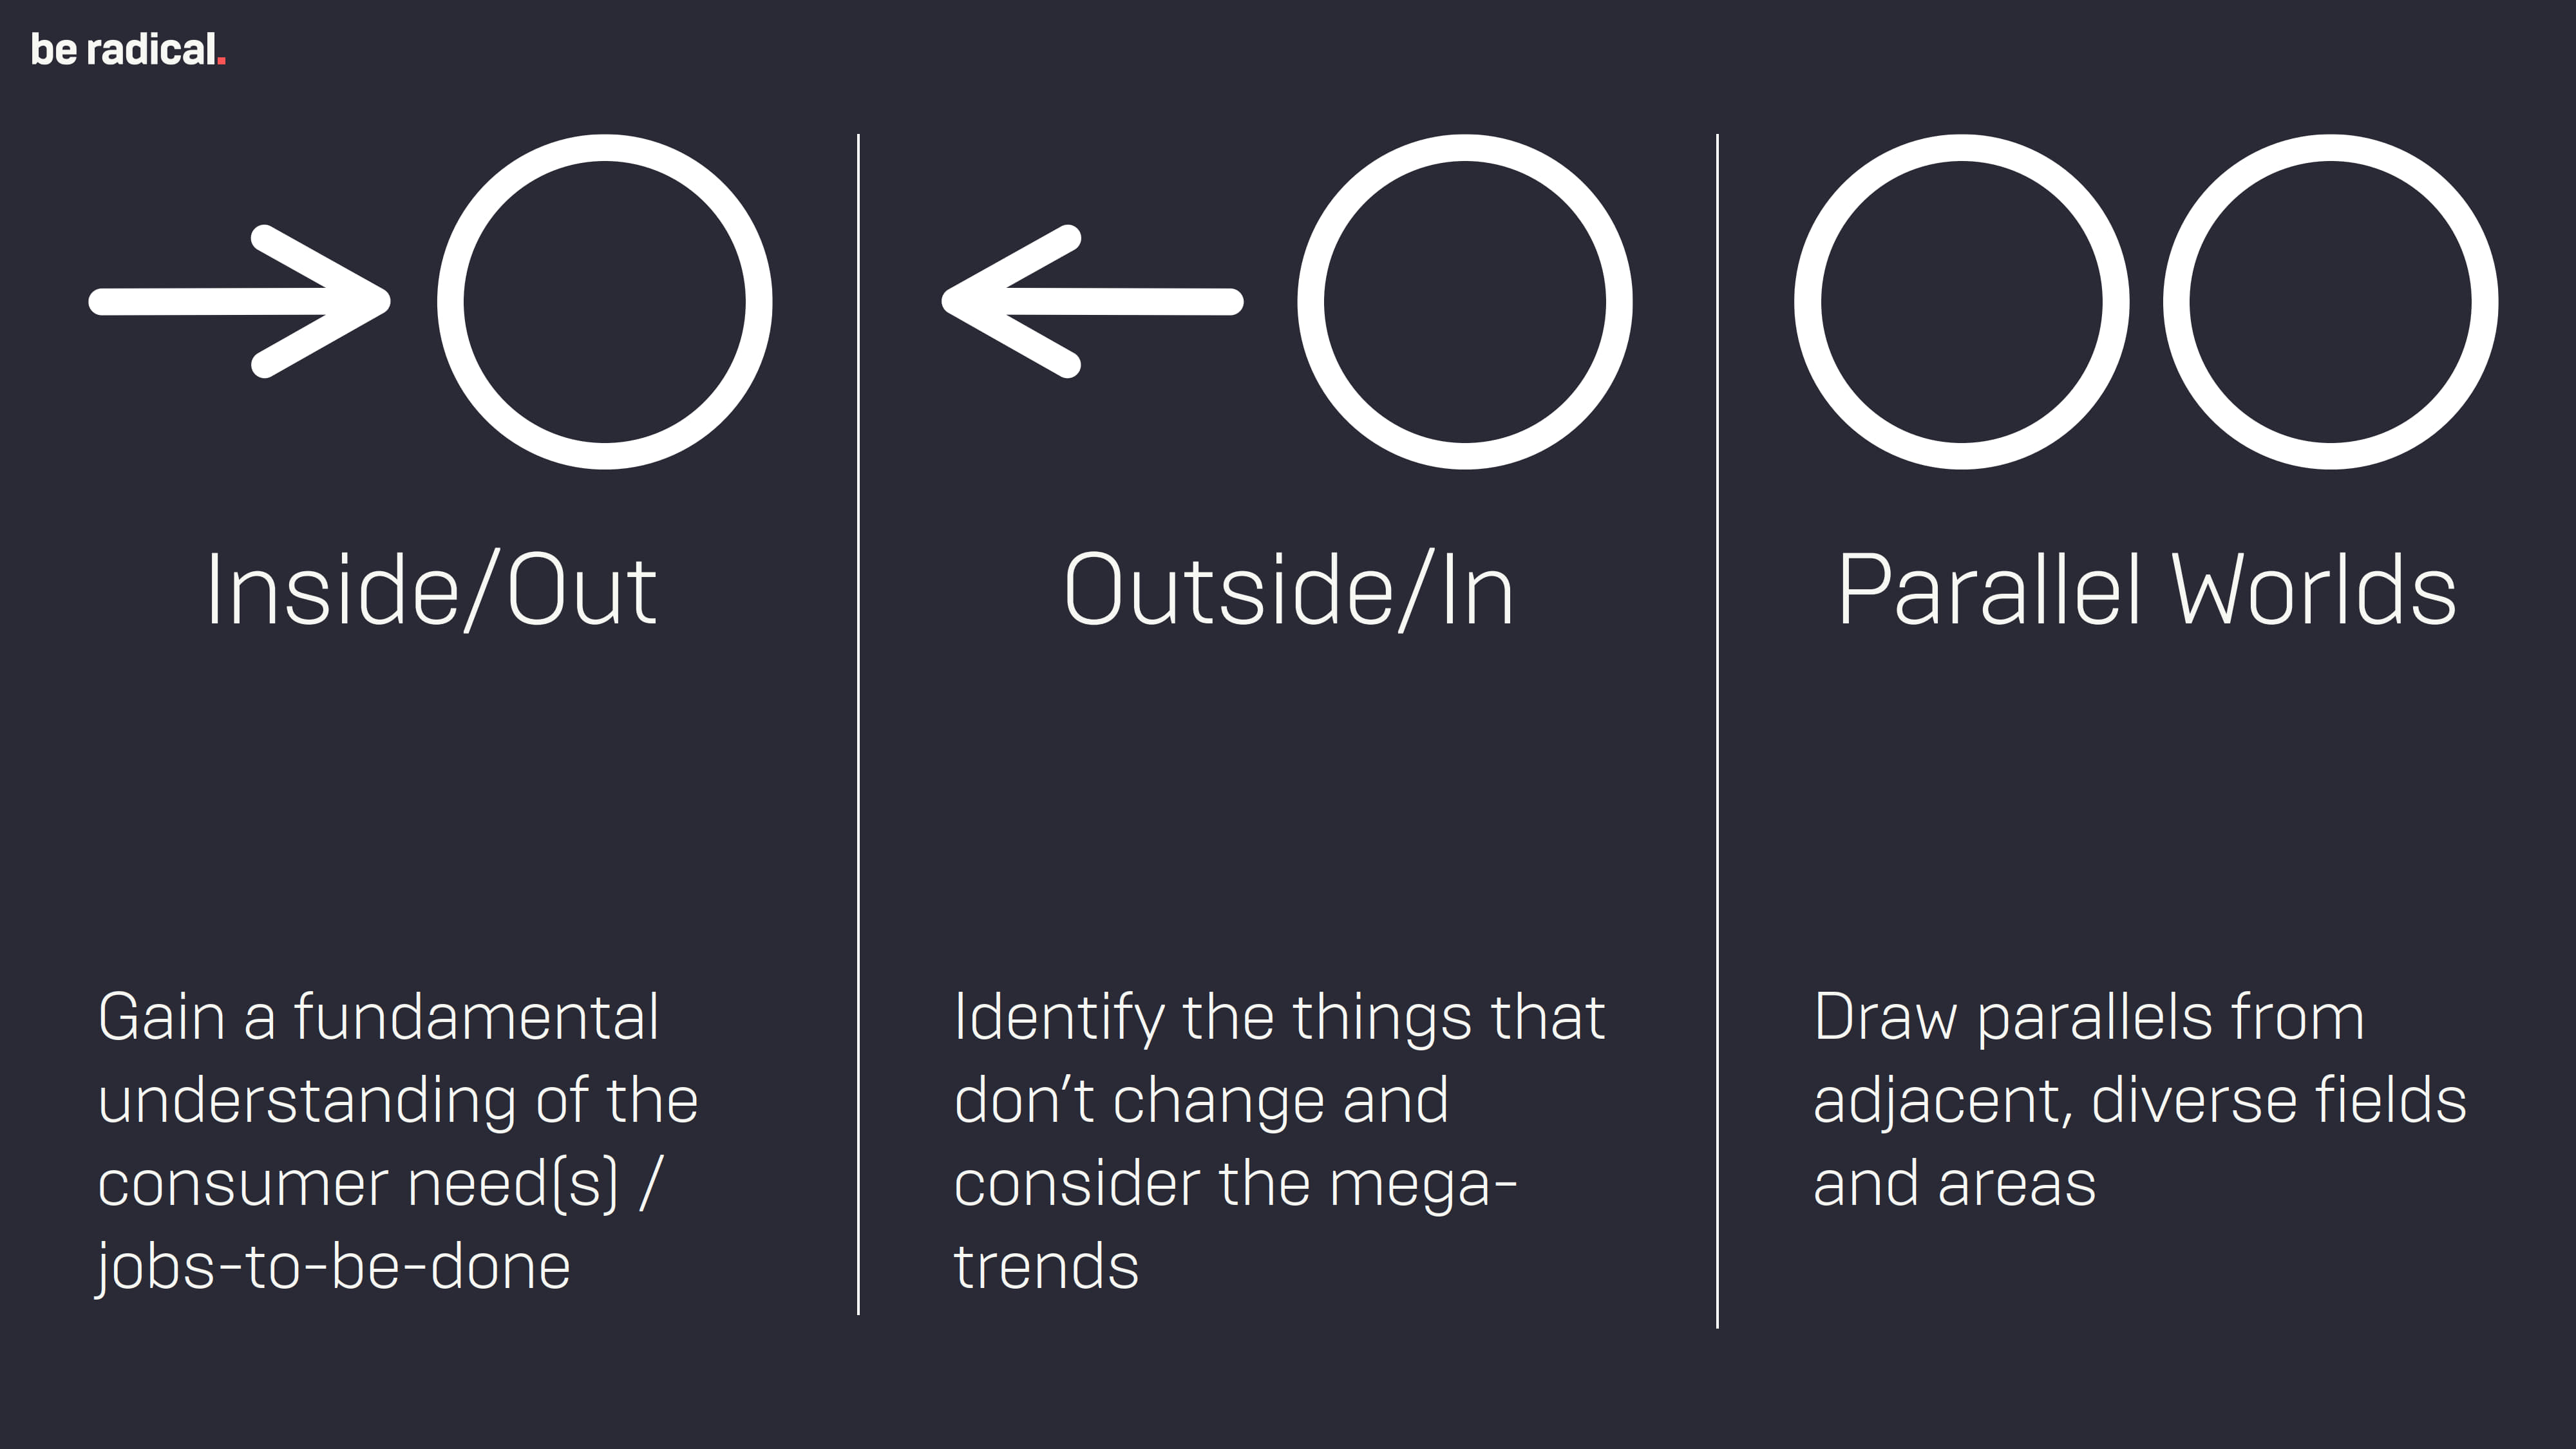 be radical.
Inside/Out
Gain a fundamental
understanding of the
consumer need(s) /
jobs-to-be-done
Outside/In
Identify the things that
don’t change and
consider the mega-
trends
Parallel Worlds
Draw parallels from
adjacent, diverse fields
and areas